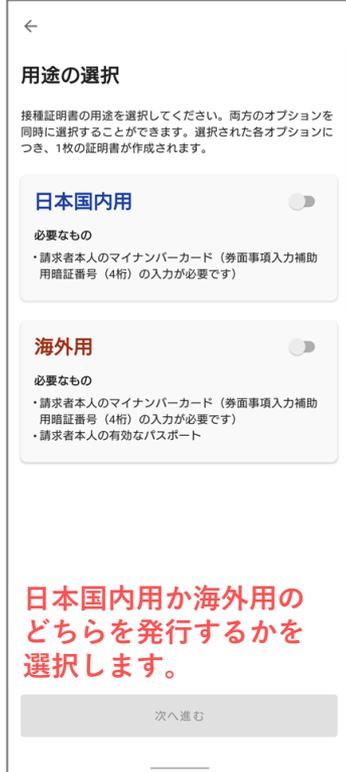 用途の選択
接種証明書の用途を選択してください。両方のオプションを
同時に選択することができます。選択された各オプションに
つき、1枚の証明書が作成されます。
日本国内用
必要なもの
・請求者本人のマイナンバーカード（券面事項入力補助
用暗証番号（4桁）の入力が必要です）
海外用
必要なもの
・請求者本人のマイナンバーカード（券面事項入力補助
用暗証番号（4桁）の入力が必要です）
・請求者本人の有効なパスポート
日本国内用か海外用の
どちらを発行するかを
選択します。
次へ進む